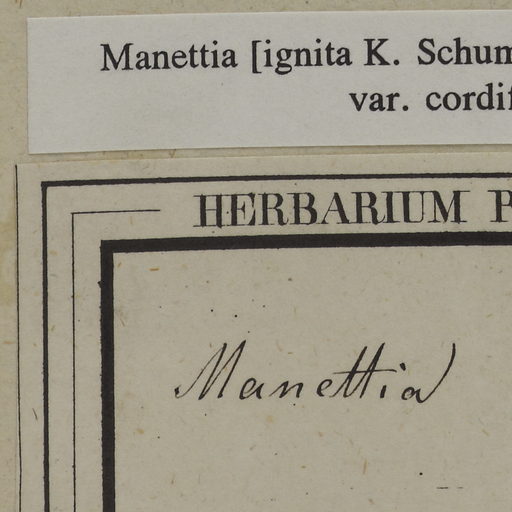 Manettia [ignita K. Schum
var. cordif
HERBARIUM P
Manettia